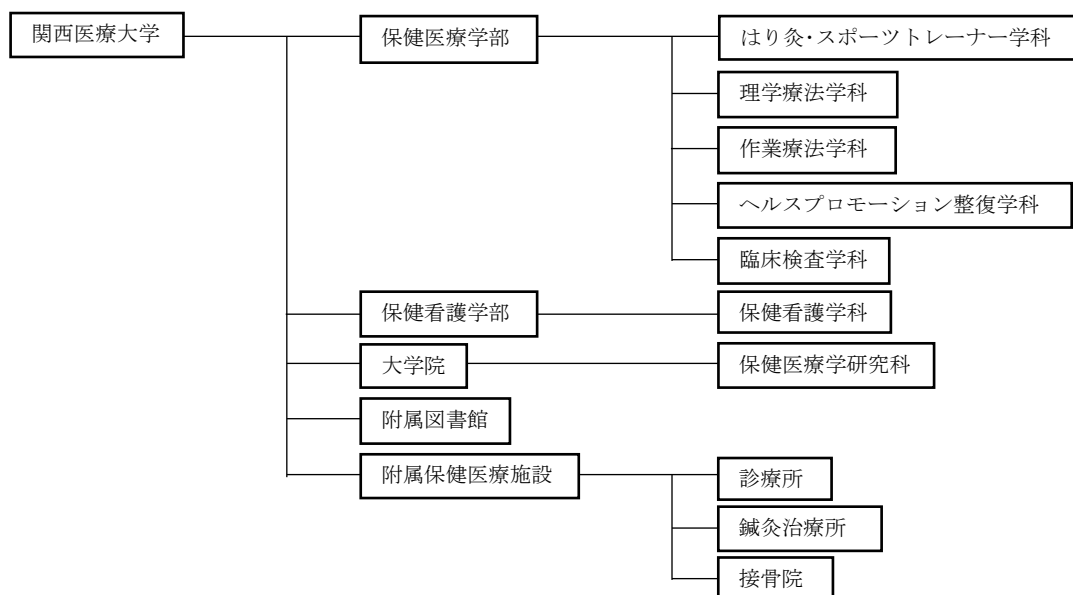 関西医療大学
保健医療学部
はり灸・スポーツトレーナー学科
理学療法学科
作業療法学科
ヘルスプロモーション整復学科
臨床検査学科
保健看護学部
保健看護学科
大学院
保健医療学研究科
附属図書館
附属保健医療施設
診療所
鍼灸治療所
接骨院